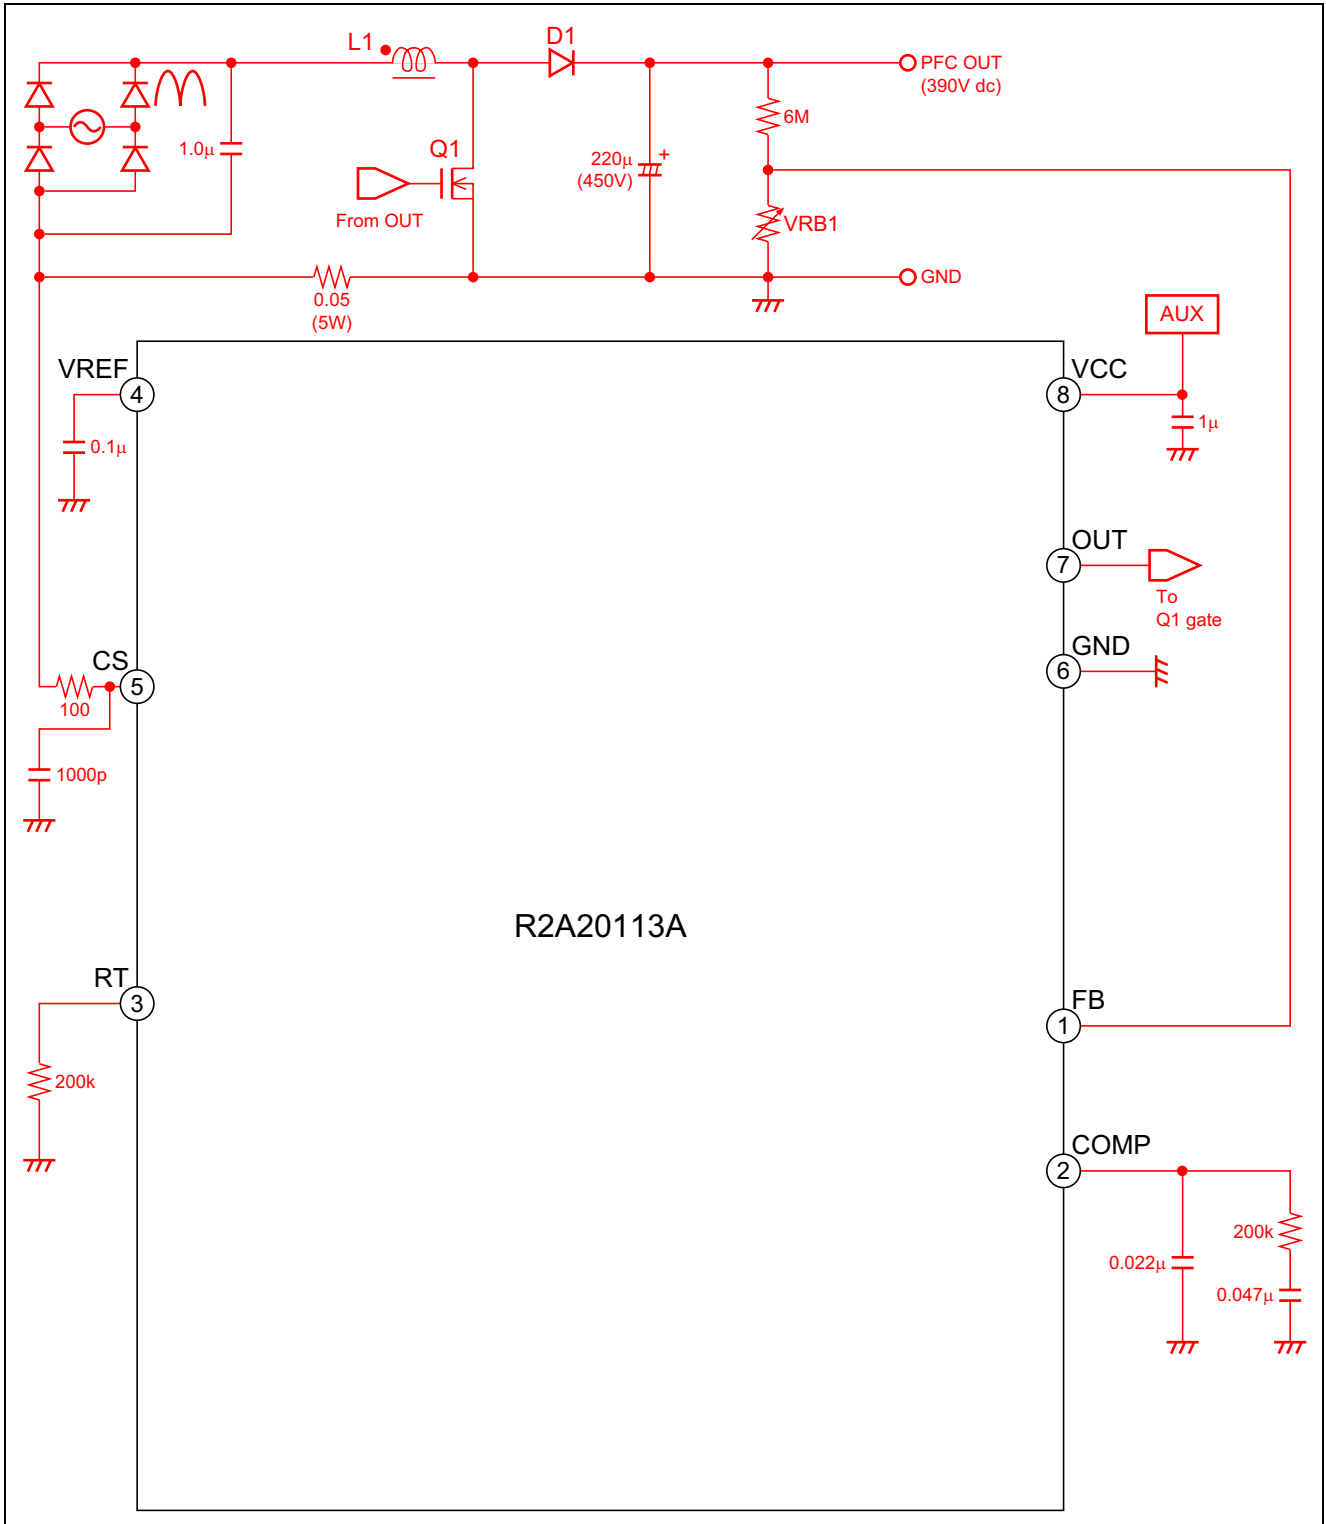 L1
D1
PFC OUT
(390V dc)
6M
1.0μ
Q1
220μ
+
(450V)
From OUT
VRB1
GND
0.05
(5W)
AUX
VREF
4
VCC
8
0.1μ
1μ
OUT
7
To
Q1 gate
GND
6
CS
5
100
1000p
R2A20113A
RT
3
FB
1
200k
COMP
2
200k
0.022μ
0.047μ